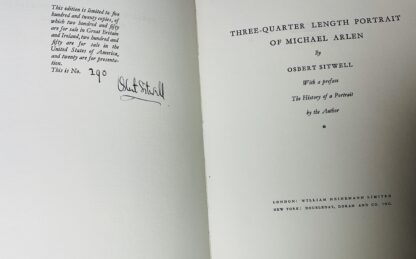 This edition is limited to five
hundred and twenty copies, of
which two hundred and fifty
are for sale in Great Britain
and Ireland, two hundred and
fifty are for sale in the
United States of America,
and twenty are for presenta-
tion.
This is No. 290
Osbert Sitwell
THREE-QUARTER LENGTH PORTRAIT
OF MICHAEL ARLEN
By
OSBERT SITWELL
With a preface
The History of a Portrait
by the Author
*
LONDON: WILLIAM HEINEMANN LIMITED
NEW YORK: DOUBLEDAY, DORAN AND CO. INC.